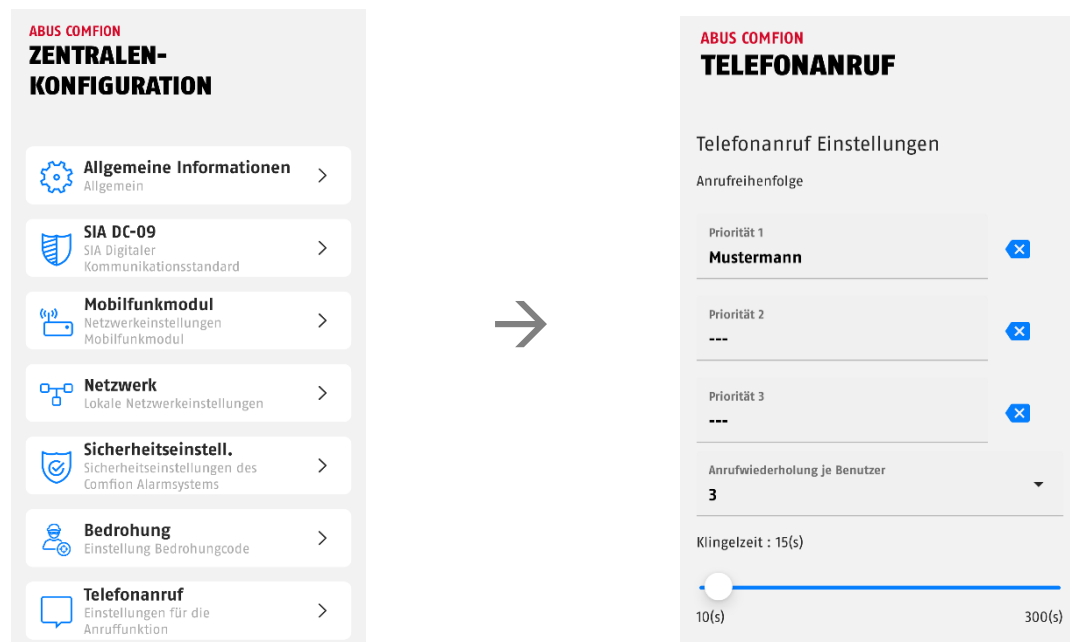 ABUS COMFION
ZENTRALEN-
KONFIGURATION
Allgemeine Informationen
Allgemein
SIA DC-09
SIA Digitaler
Kommunikationsstandard
Mobilfunkmodul
Netzwerkeinstellungen
Mobilfunkmodul
Netzwerk
Lokale Netzwerkeinstellungen
Sicherheitseinstell.
Sicherheitseinstellungen des
Comfion Alarmsystems
Bedrohung
Einstellung Bedrohungcode
Telefonanruf
Einstellungen für die
Anruffunktion
ABUS COMFION
TELEFONANRUF
Telefonanruf Einstellungen
Anrufreihenfolge
Priorität 1
Mustermann
Priorität 2
---
Priorität 3
---
Anrufwiederholung je Benutzer
3
Klingelzeit : 15(s)
10(s) 300(s)